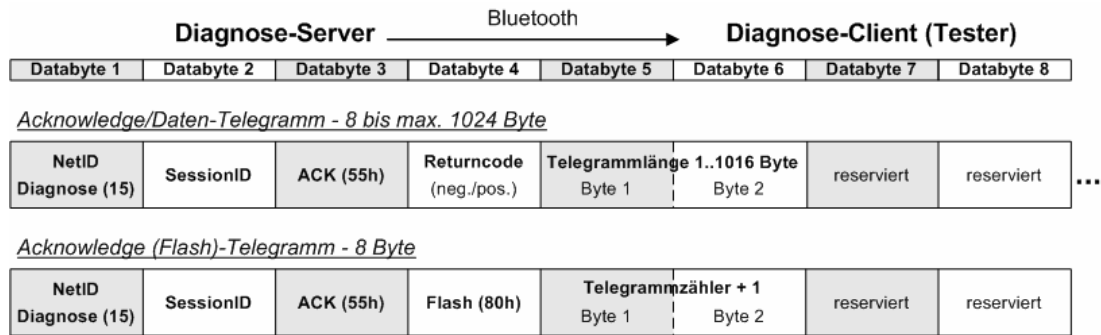 Bluetooth
Diagnose-Server Diagnose-Client (Tester)
Databyte 1 Databyte 2 Databyte 3 Databyte 4 Databyte 5 Databyte 6 Databyte 7 Databyte 8
Acknowledge/Daten-Telegramm - 8 bis max. 1024 Byte
NetID Returncode Telegrammlänge 1..1016 Byte
SessionID ACK (55h) reserviert reserviert ...
Diagnose (15) (neg./pos.) Byte 1 Byte 2
Acknowledge (Flash)-Telegramm - 8 Byte
NetID Telegrammzähler + 1
SessionID ACK (55h) Flash (80h) reserviert reserviert
Diagnose (15) Byte 1 Byte 2